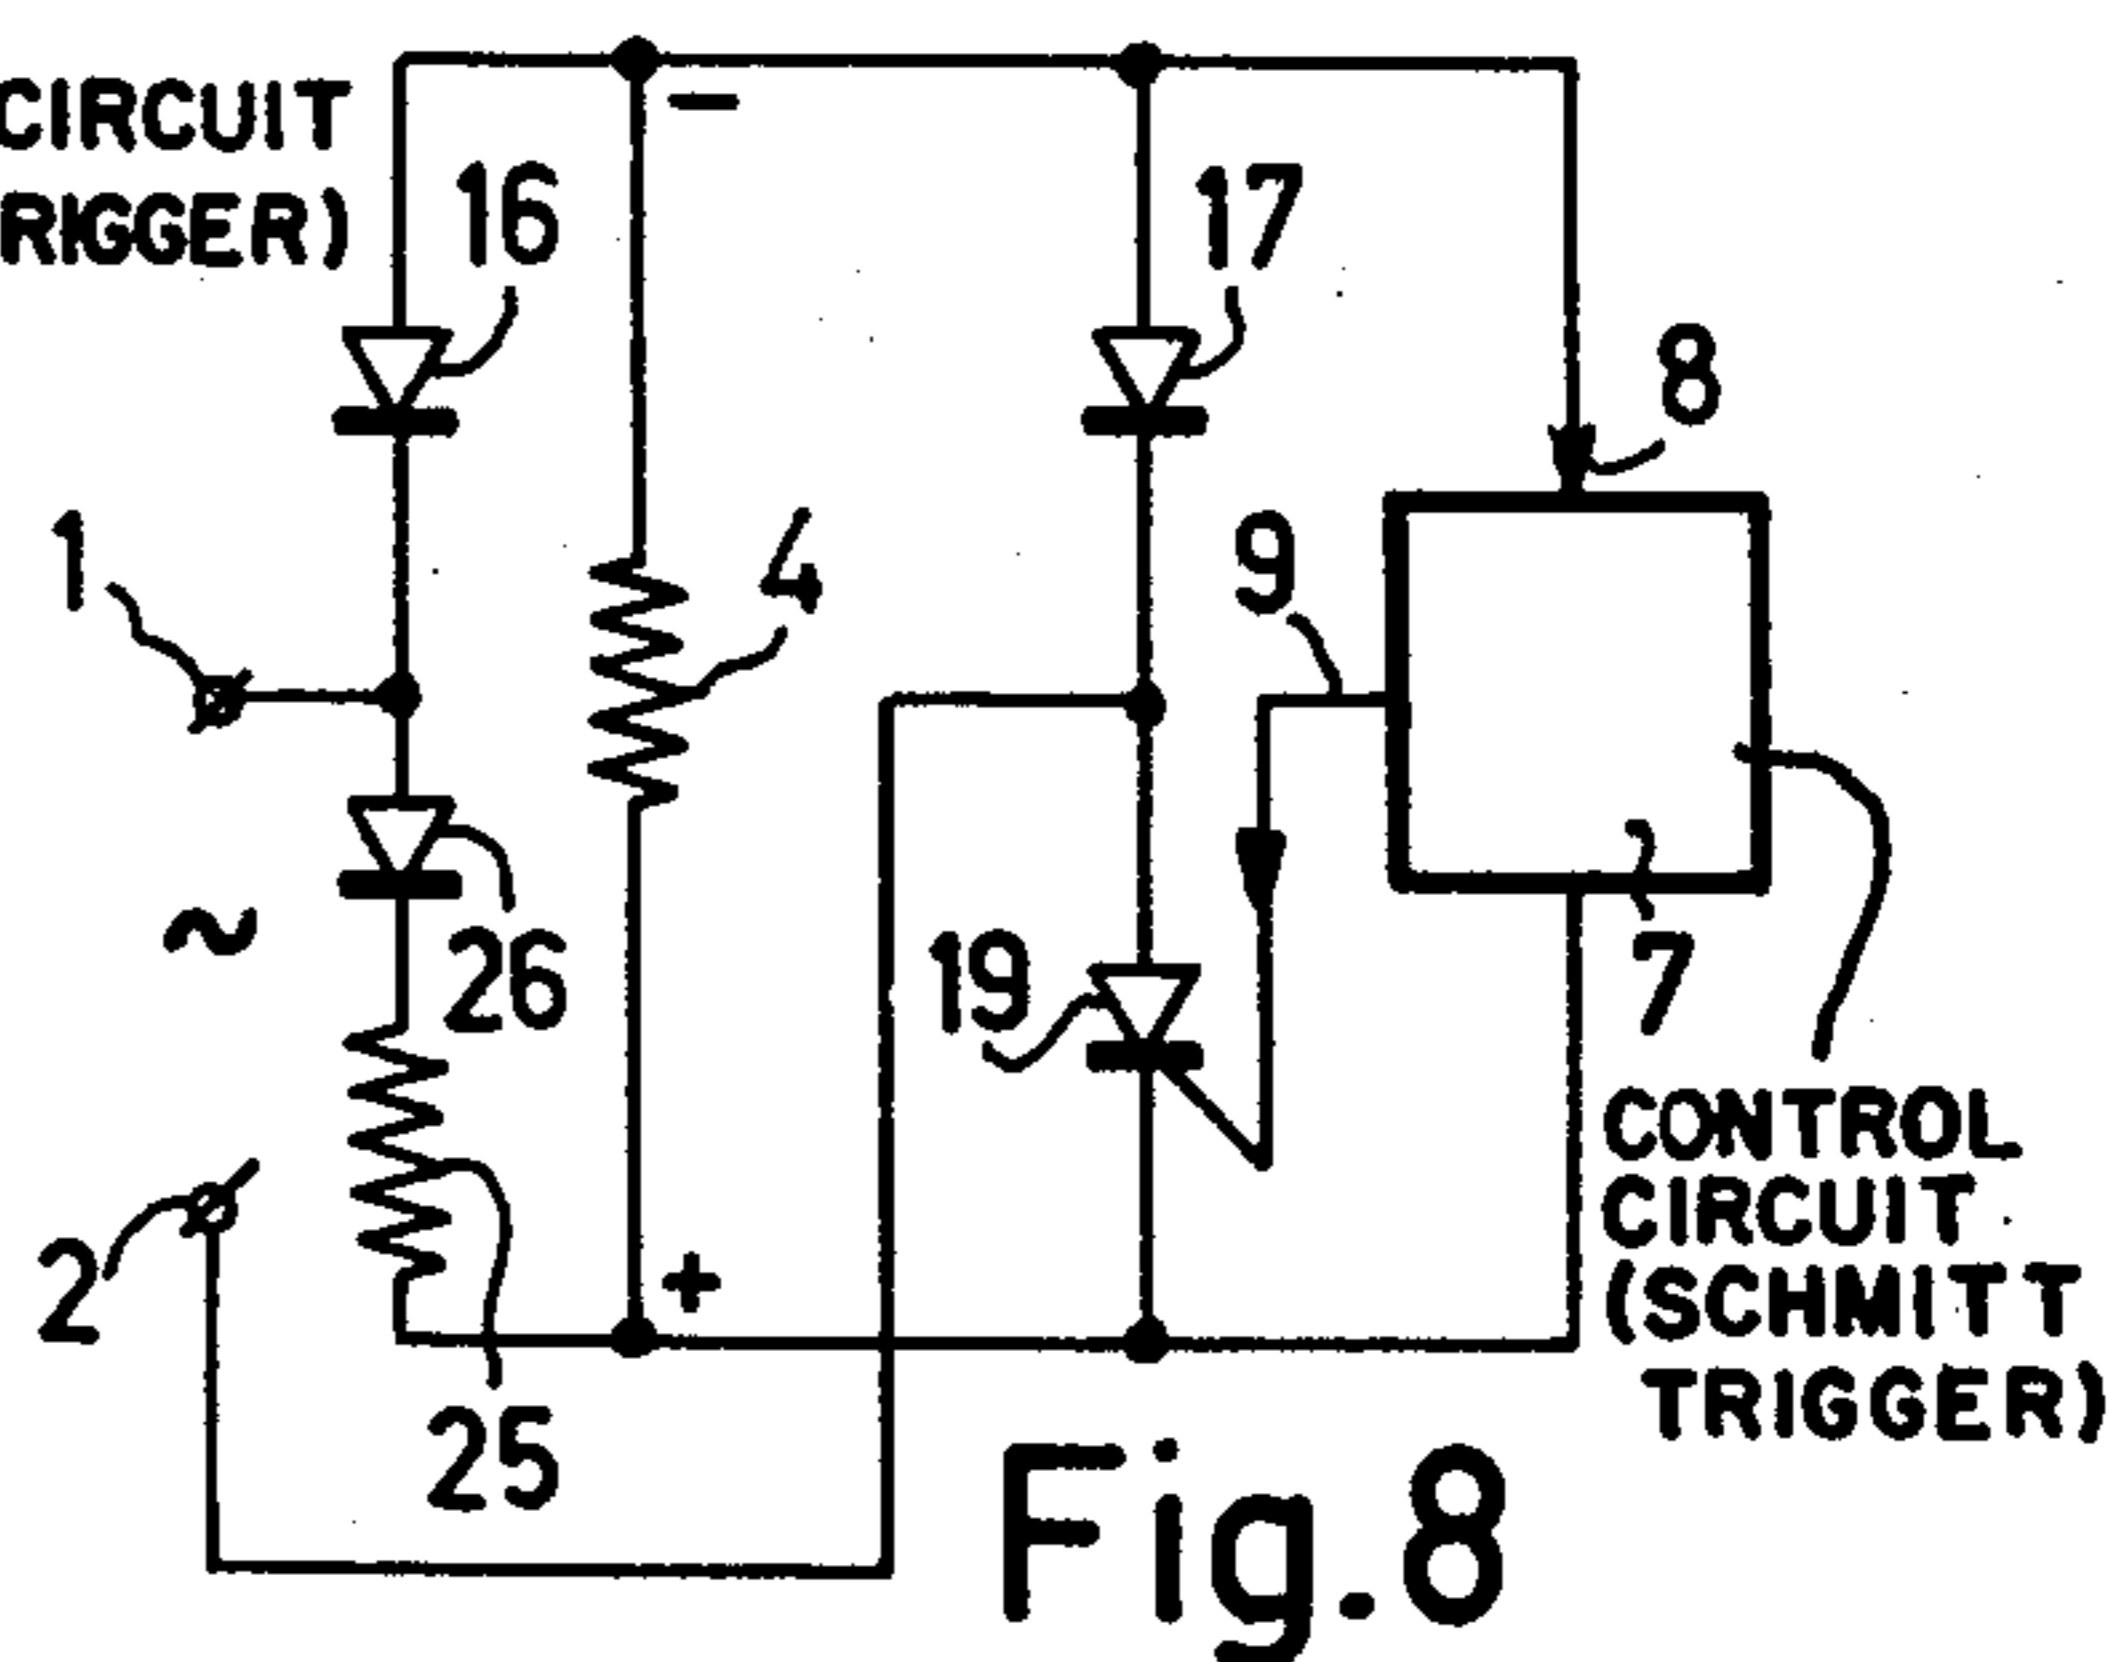 CIRCUIT
RIGGER)
16
17
8
1
4
9
~
26
19
7
2
25
−
+
CONTROL
CIRCUIT
(SCHMITT
TRIGGER)
Fig.8